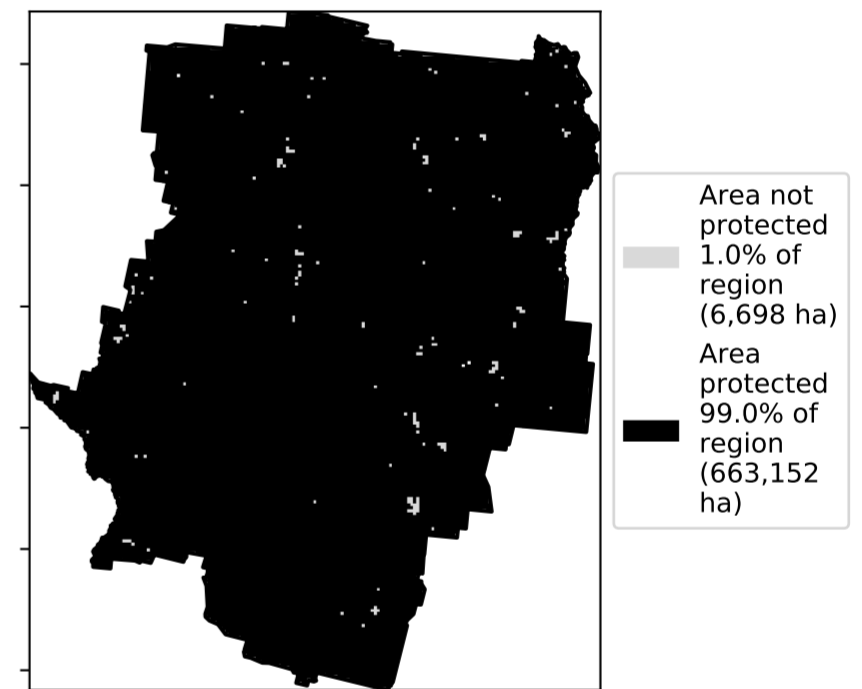 Area not
protected
1.0% of
region
(6,698 ha)
Area
protected
99.0% of
region
(663,152
ha)